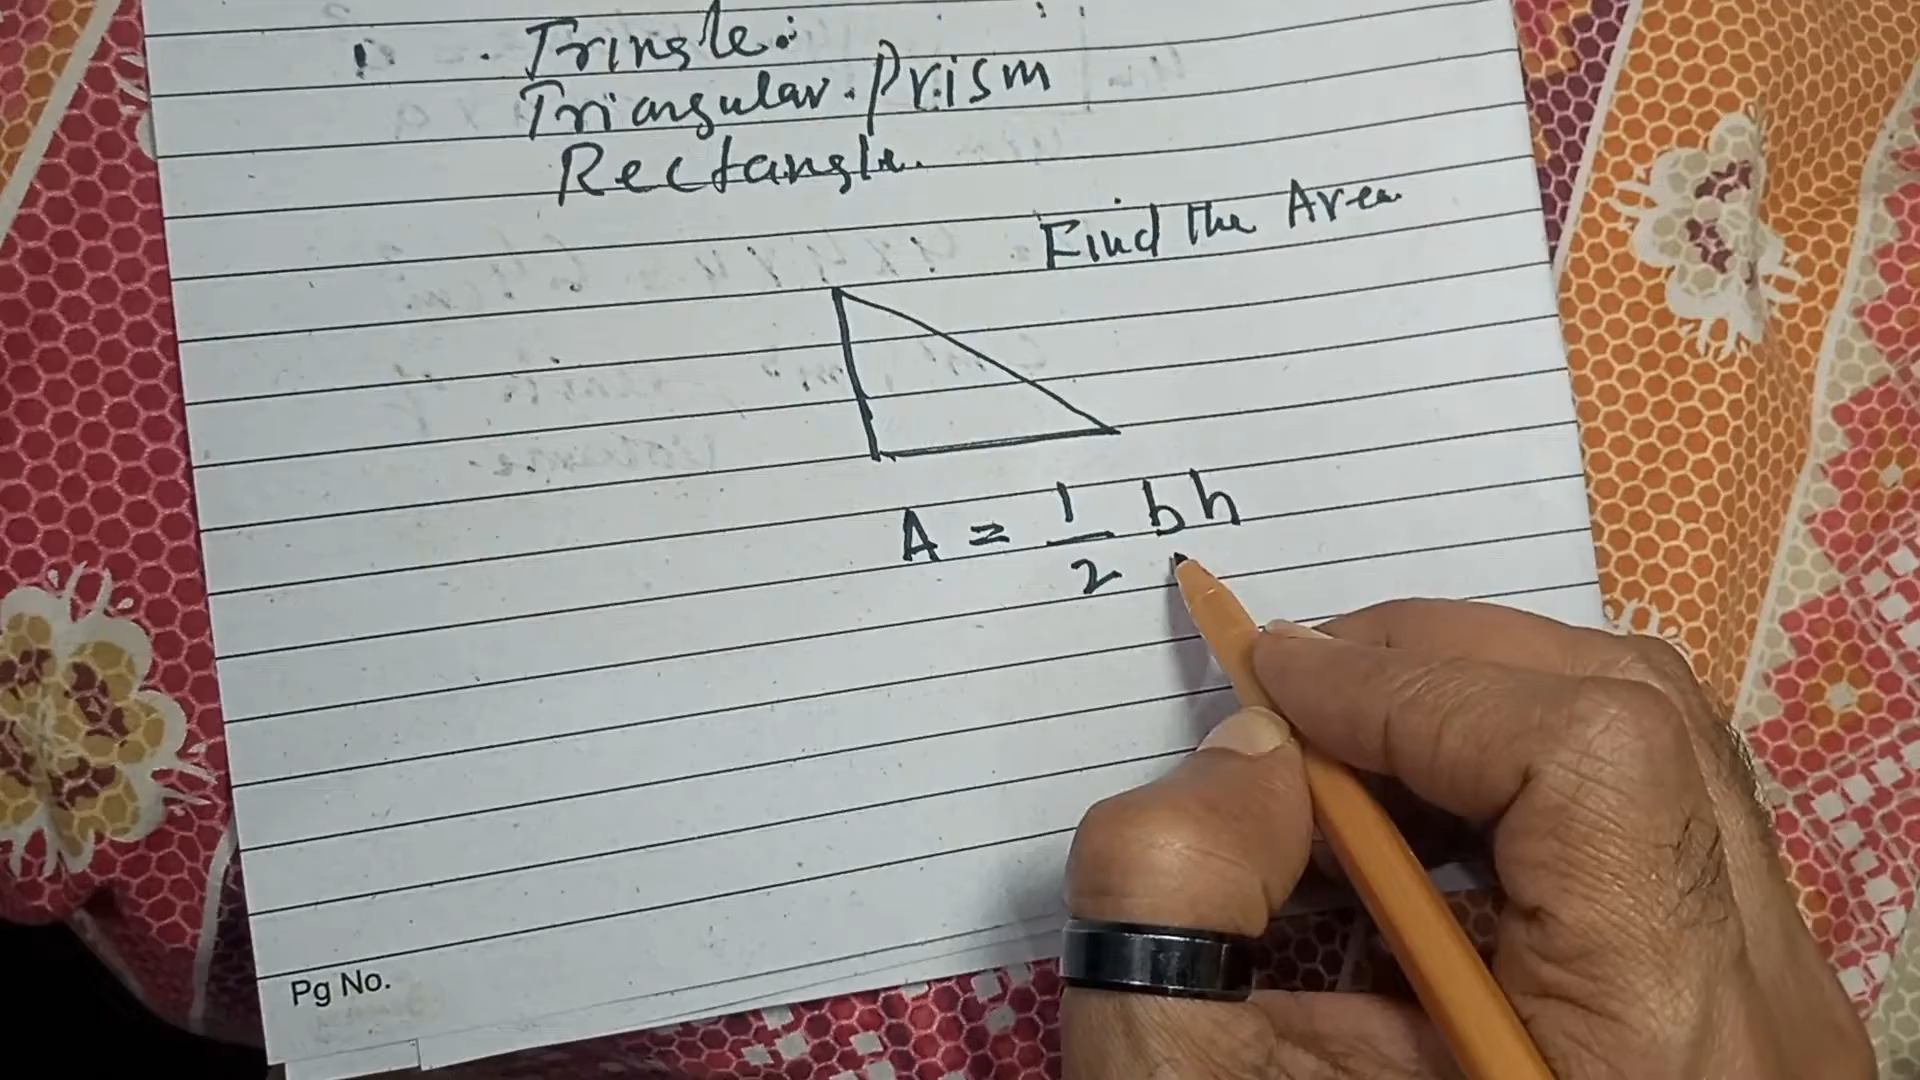 Tringle:
Triangular. Prism
Rectangle.
Find the Area
A = 1/2 bh
Pg No.